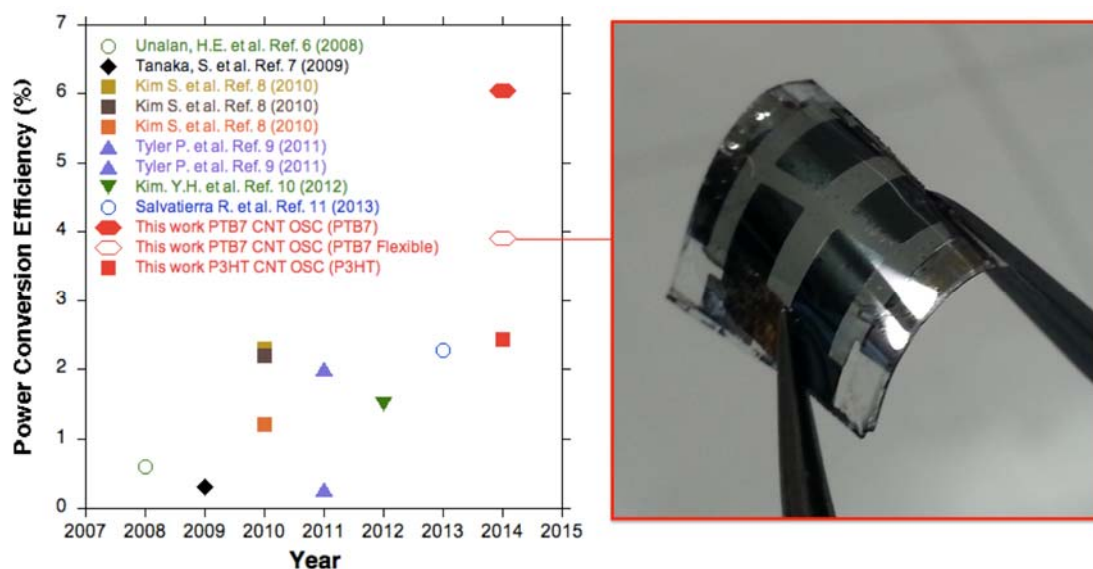 7
Unalan, H.E. et al. Ref. 6 (2008)
Tanaka, S. et al. Ref. 7 (2009)
Kim S. et al. Ref. 8 (2010)
Kim S. et al. Ref. 8 (2010)
Kim S. et al. Ref. 8 (2010)
Tyler P. et al. Ref. 9 (2011)
Tyler P. et al. Ref. 9 (2011)
Kim. Y.H. et al. Ref. 10 (2012)
Salvatierra R. et al. Ref. 11 (2013)
This work PTB7 CNT OSC (PTB7)
This work PTB7 CNT OSC (PTB7 Flexible)
This work P3HT CNT OSC (P3HT)
6
5
4
3
2
1
0
Power Conversion Efficiency (%)
2007 2008 2009 2010 2011 2012 2013 2014 2015
Year